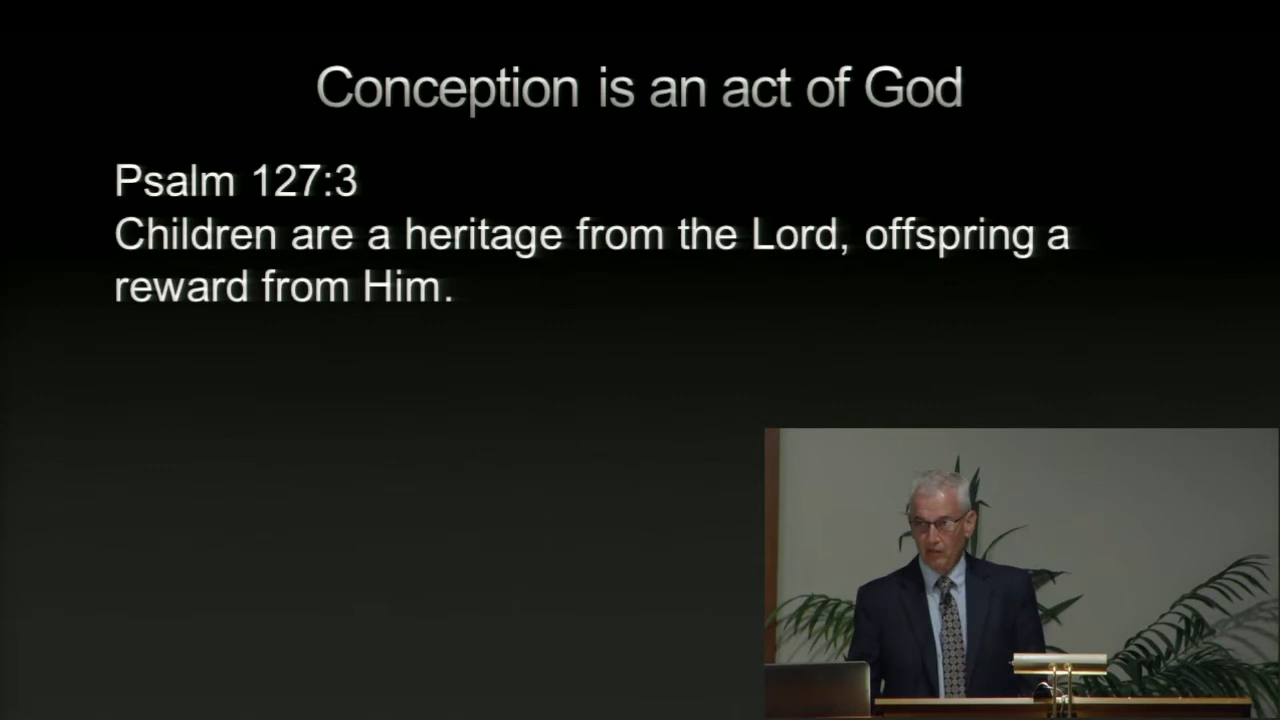 Conception is an act of God
Psalm 127:3
Children are a heritage from the Lord, offspring a
reward from Him.